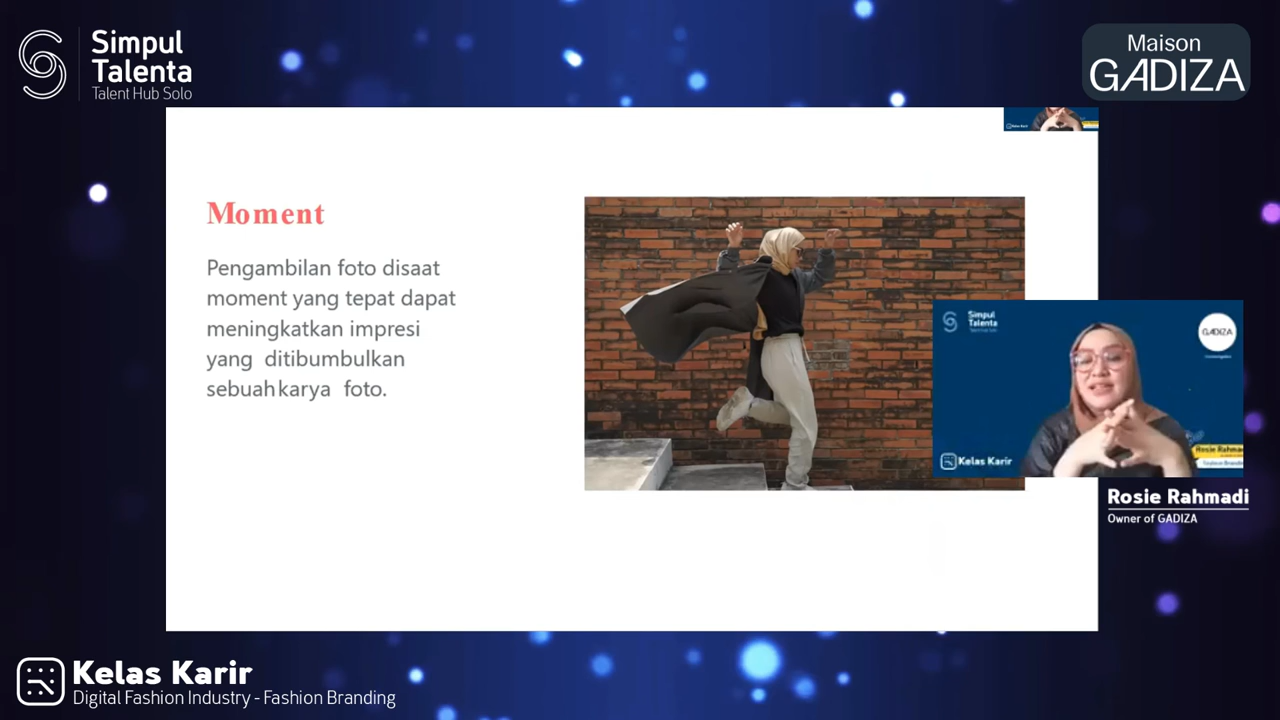 Simpul
Talenta
Talent Hub Solo
Maison
GADIZA
Moment
Pengambilan foto disaat
moment yang tepat dapat
meningkatkan impresi
yang ditibumbulkan
sebuah karya foto.
Simpul
Talenta
GADIZA
Kelas Karir
Rosie Rahma
Rosie Rahmadi
Owner of GADIZA
Kelas Karir
Digital Fashion Industry - Fashion Branding